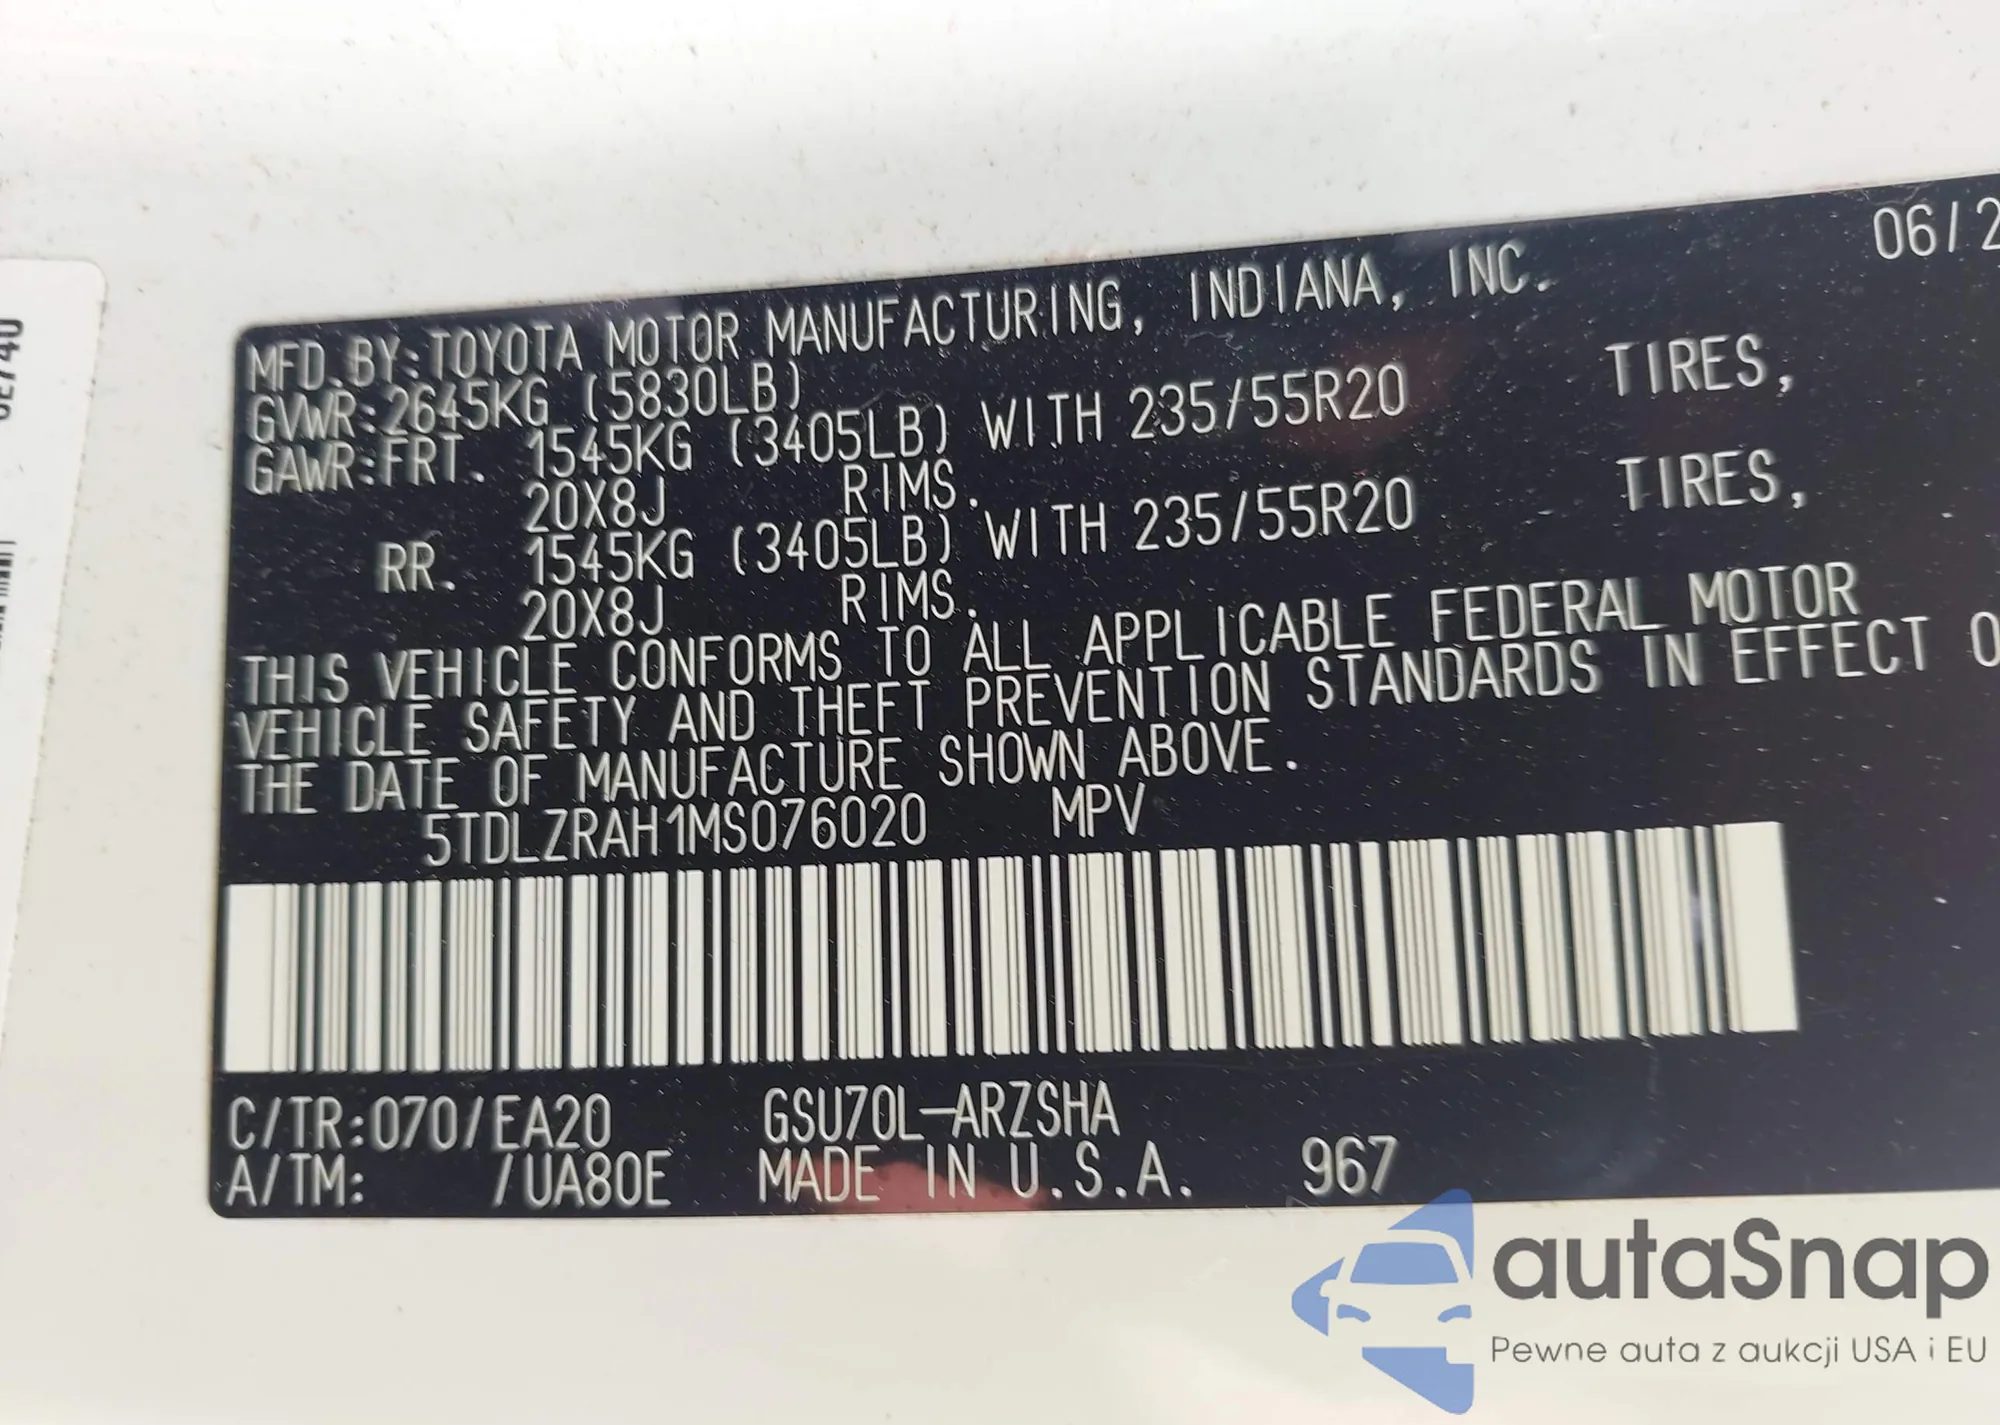 06/2
MFD.BY:TOYOTA MOTOR MANUFACTURING, INDIANA, INC.
GVWR:2645KG (5830LB)
GAWR:FRT. 1545KG (3405LB) WITH 235/55R20 TIRES,
20X8J RIMS.
RR. 1545KG (3405LB) WITH 235/55R20 TIRES,
20X8J RIMS.
THIS VEHICLE CONFORMS TO ALL APPLICABLE FEDERAL MOTOR
VEHICLE SAFETY AND THEFT PREVENTION STANDARDS IN EFFECT O
THE DATE OF MANUFACTURE SHOWN ABOVE.
5TDLZRAH1MS076020 MPV
C/TR:070/EA20 GSU70L-ARZSHA
A/TM: /UA80E MADE IN U.S.A. 967
autaSnap
Pewne auta z aukcji USA i EU